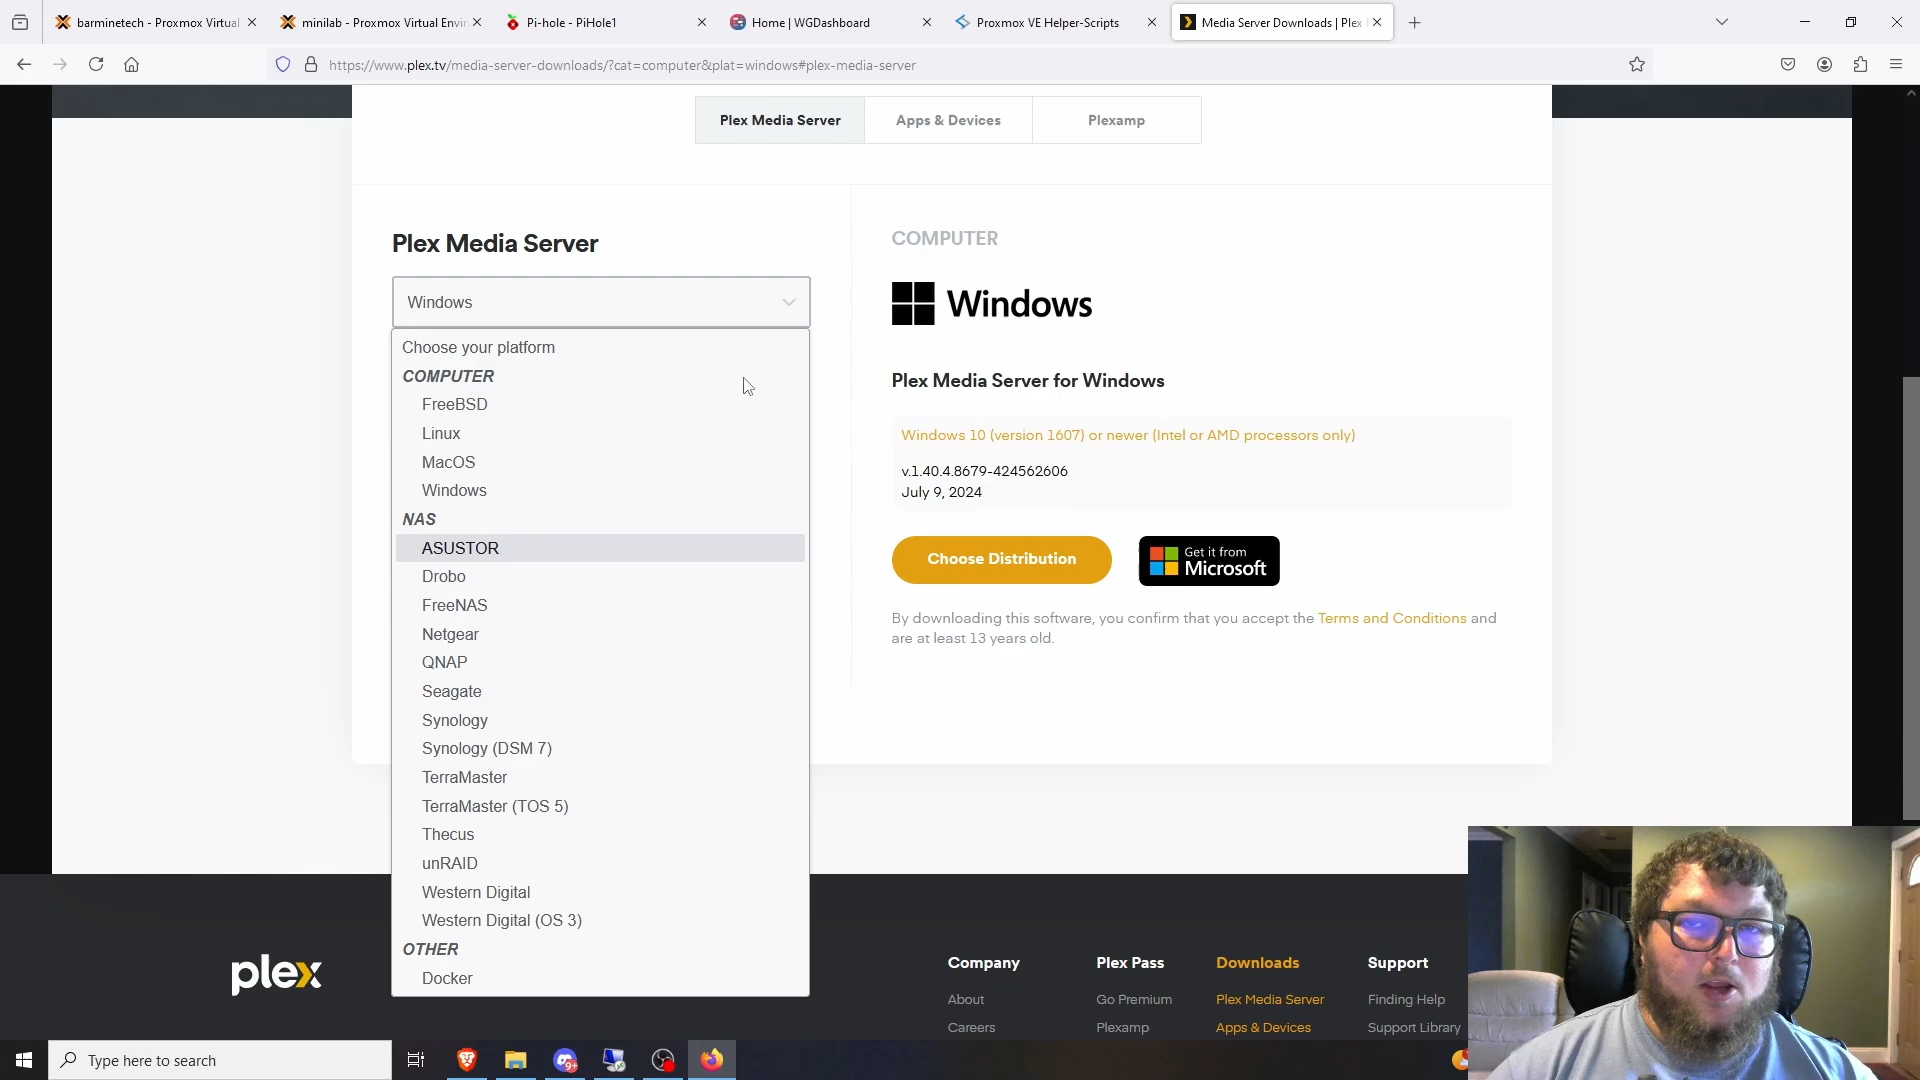 barminetech - Proxmox Virtual
minilab - Proxmox Virtual Envir
Pi-hole - PiHole1
Home | WGDashboard
Proxmox VE Helper-Scripts
Media Server Downloads | Plex
https://www.plex.tv/media-server-downloads/?cat=computer&plat=windows#plex-media-server
Plex Media Server
Apps & Devices
Plexamp
Plex Media Server
Windows
Choose your platform
COMPUTER
FreeBSD
Linux
MacOS
Windows
NAS
ASUSTOR
Drobo
FreeNAS
Netgear
QNAP
Seagate
Synology
Synology (DSM 7)
TerraMaster
TerraMaster (TOS 5)
Thecus
unRAID
Western Digital
Western Digital (OS 3)
OTHER
Docker
COMPUTER
Windows
Plex Media Server for Windows
Windows 10 (version 1607) or newer (Intel or AMD processors only)
v.1.40.4.8679-424562606
July 9, 2024
Choose Distribution
Get it from
Microsoft
By downloading this software, you confirm that you accept the Terms and Conditions and
are at least 13 years old.
plex
Company
About
Careers
Plex Pass
Go Premium
Plexamp
Downloads
Plex Media Server
Apps & Devices
Support
Finding Help
Support Library
Type here to search
9+